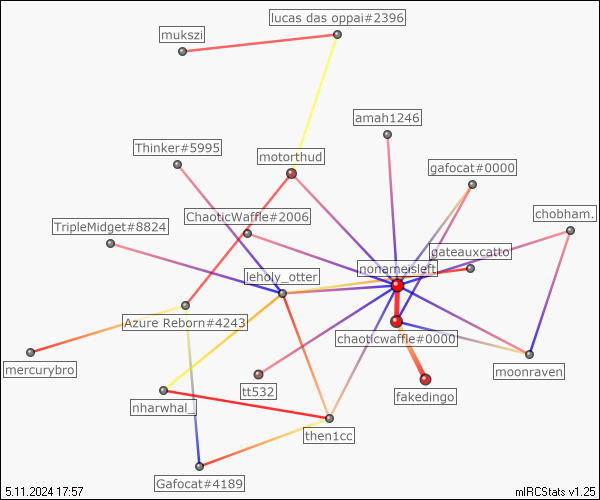 lucas das oppai#2396
mukszi
amah1246
Thinker#5995
motorthud
gafocat#0000
ChaoticWaffle#2006
chobham.
TripleMidget#8824
gateauxcatto
nonameisleft
leholy_otter
Azure Reborn#4243
chaoticwaffle#0000
mercurybro
moonraven
tt532
fakedingo
nharwhal_
then1cc
Gafocat#4189
5.11.2024 17:57
mIRCStats v1.25